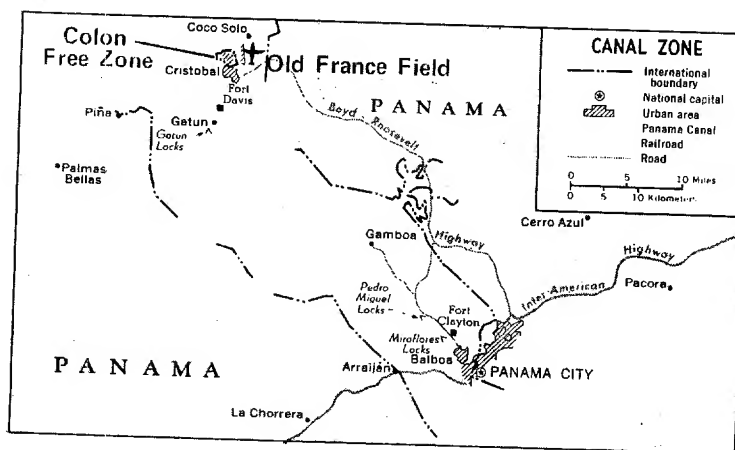 Coco Solo
Colon
Free Zone
Old France Field
Cristobal
Fort
Davis
PANAMA
Piña
Gatun
Gatun
Locks
Boyd Roosevelt
Palmas
Bellas
Gamboa
Highway
Cerro Azul
Highway
Inter-American
Pacora
Pedro
Miguel
Locks
Fort
Clayton
Miraflores
Locks
Balboa
PANAMA
Arraiján
PANAMA CITY
La Chorrera
CANAL ZONE
International
boundary
National capital
Urban area
Panama Canal
Railroad
Road
0 5 10 Miles
0 5 10 Kilometers